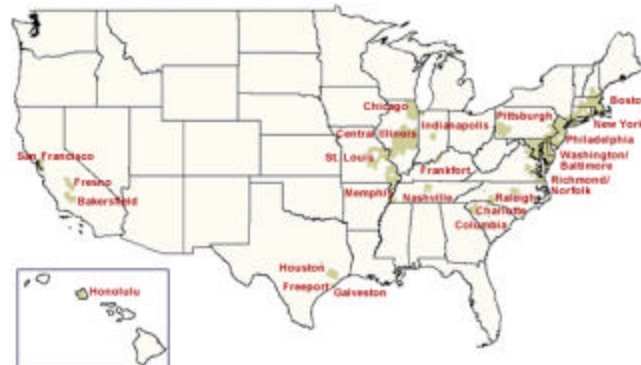 Chicago
Pittsburgh
Boston
Central Illinois
Indianapolis
New York
Philadelphia
San Francisco
St. Louis
Frankfort
Washington/
Baltimore
Fresno
Richmond/
Norfolk
Bakersfield
Memphis
Nashville
Raleigh
Charlotte
Columbia
Houston
Freeport
Galveston
Honolulu